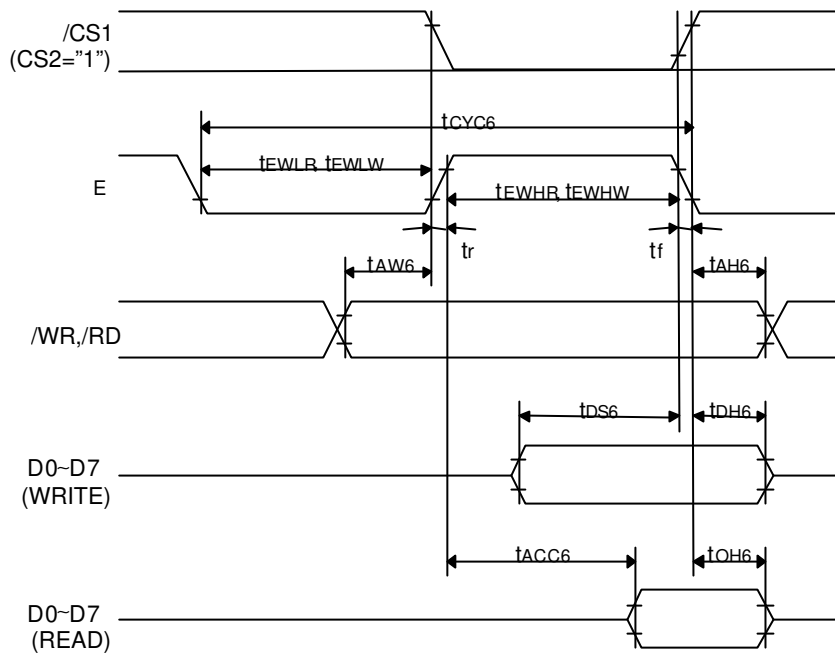 /CS1
(CS2="1")
tCYC6
tEWLR, tEWLW
E
tEWHR, tEWHW
tr
tf
tAW6
tAH6
/WR,/RD
tDS6
tDH6
D0~D7
(WRITE)
tACC6
tOH6
D0~D7
(READ)